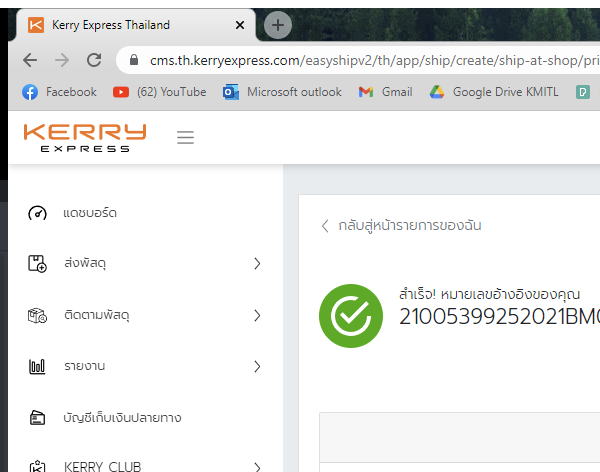 Kerry Express Thailand
cms.th.kerryexpress.com/easyshipv2/th/app/ship/create/ship-at-shop/pri
Facebook (62) YouTube Microsoft outlook Gmail Google Drive KMITL
KERRY
EXPRESS
แดชบอร์ด
กลับสู่หน้ารายการของฉัน
ส่งพัสดุ
สำเร็จ! หมายเลขอ้างอิงของคุณ
21005399252021BM
ติดตามพัสดุ
รายงาน
บัญชีเก็บเงินปลายทาง
KERRY CLUB